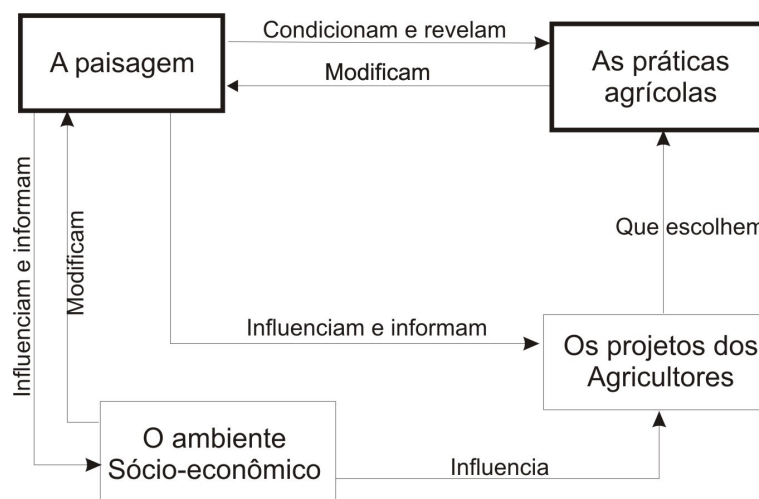 Condicionam e revelam
A paisagem
As práticas
agrícolas
Modificam
Influenciam e informam
Modificam
Que escolhem
Influenciam e informam
Os projetos dos
Agricultores
O ambiente
Sócio-econômico
Influencia